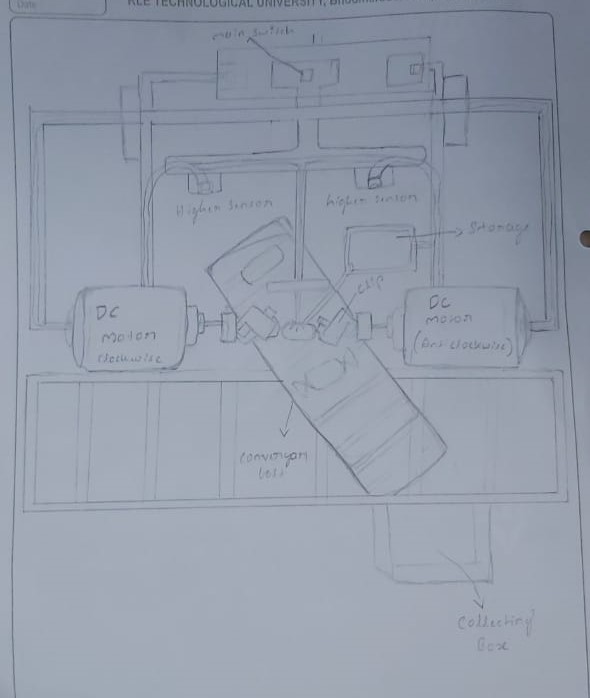 Date
KLE TECHNOLOGICAL UNIVERSITY,
main switch
Higher sensor
higher sensor
Storage
clip
DC
motor
clockwise
DC
motor
(Anti clockwise)
conveyor
belt
Collecting
Box